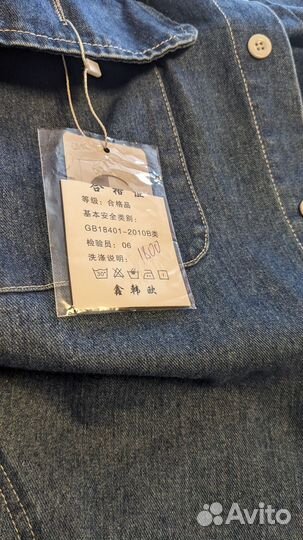 合格证
等级：合格品
基本安全类别：
GB18401-2010B类
检验员：06
洗涤说明：
1800
30°
鑫韩欧
Avito